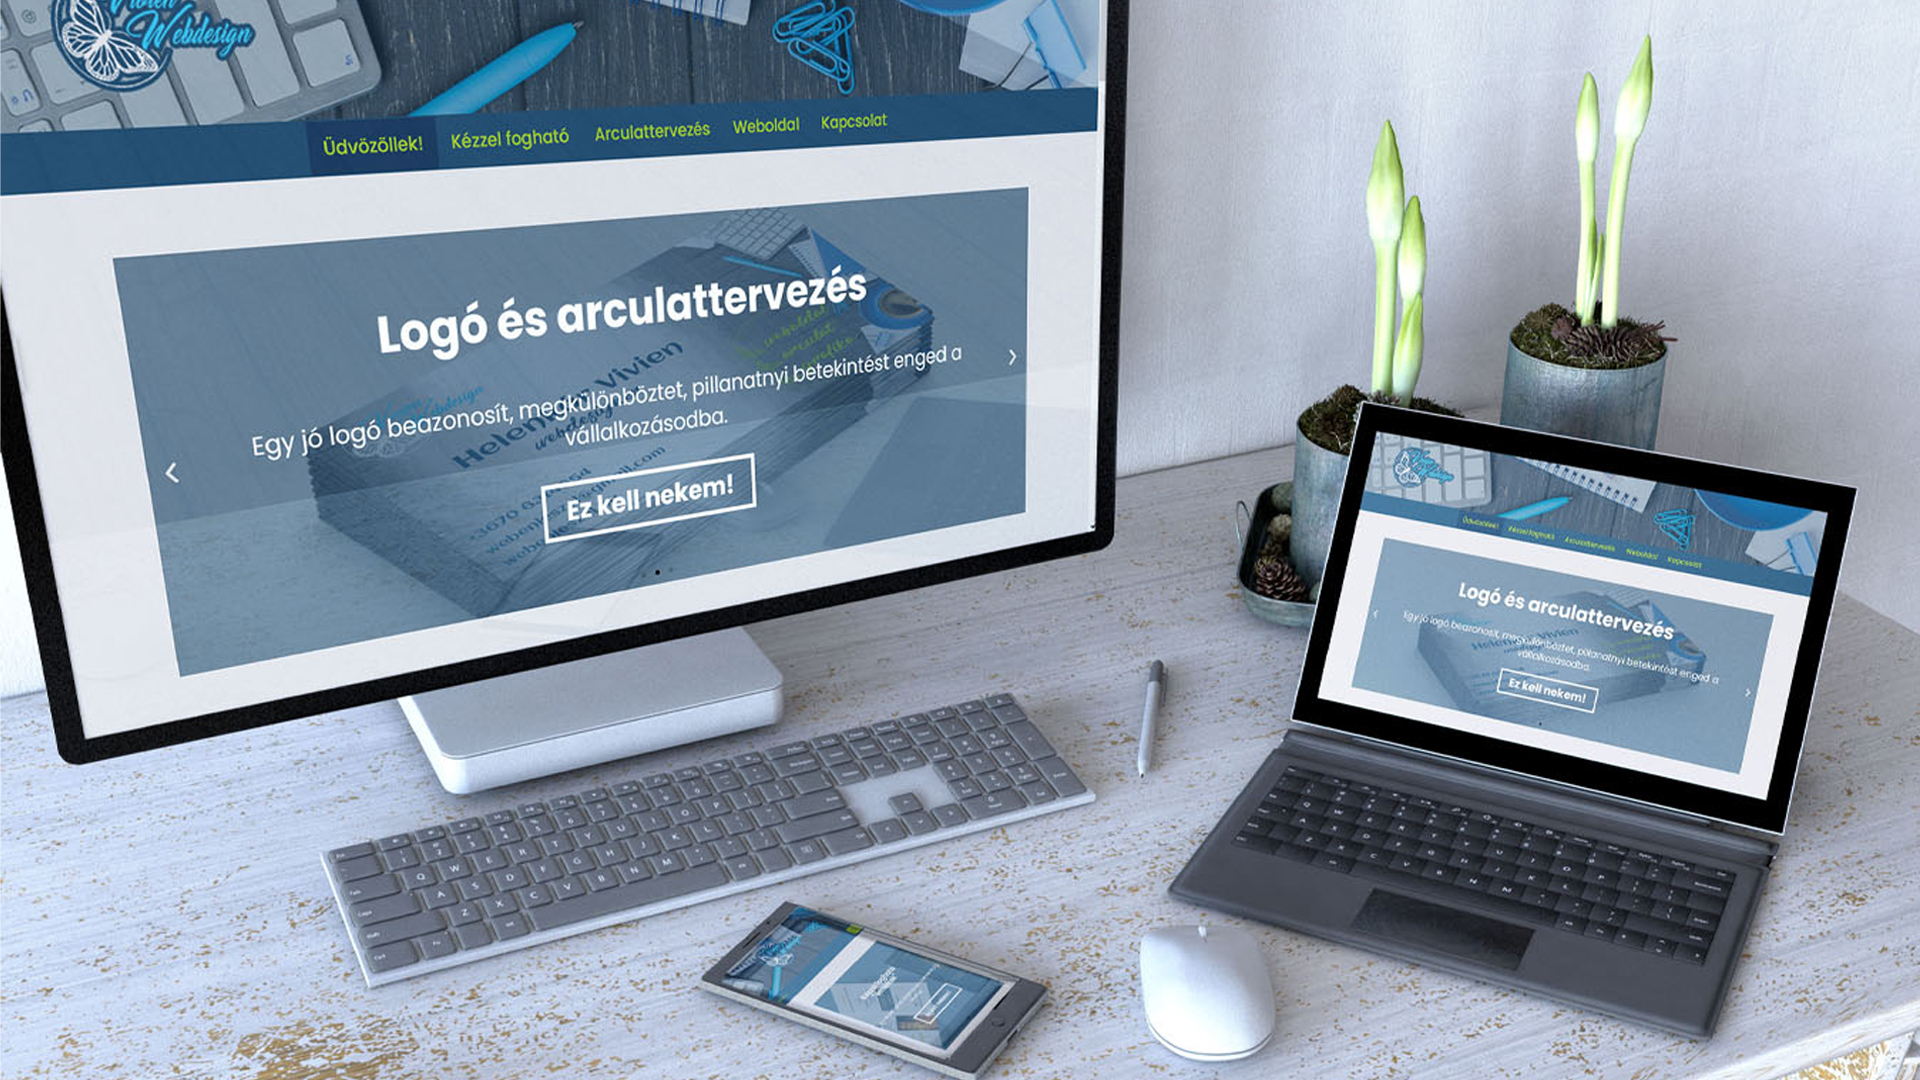 Vivien
Webdesign
Üdvözöllek!
Kézzel fogható
Arculattervezés
Weboldal
Kapcsolat
Logó és arculattervezés
Egy jó logó beazonosít, megkülönböztet, pillanatnyi betekintést enged a
vállalkozásodba.
Ez kell nekem!
Vivien
webdesign
Üdvözöllek!
Kézzel fogható
Arculattervezés
Weboldal
Kapcsolat
Logó és arculattervezés
Egy jó logó beazonosít, megkülönböztet, pillanatnyi betekintést enged a
vállalkozásodba.
Ez kell nekem!